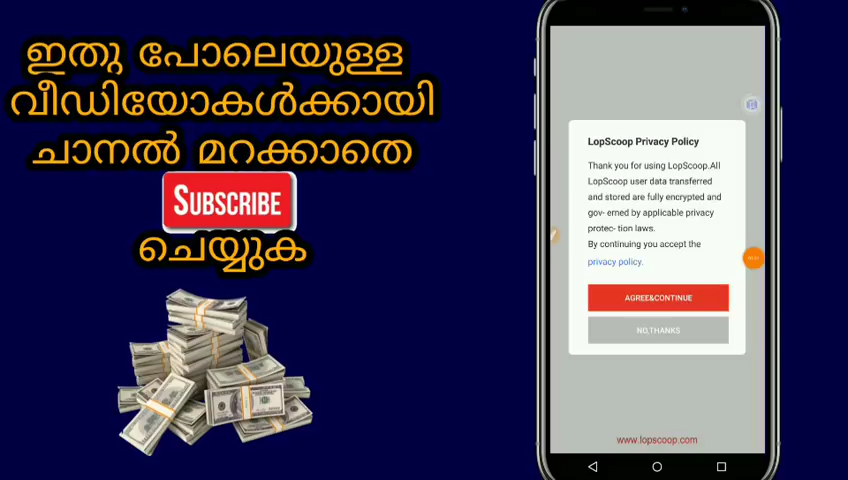 ഇതു പോലെയുള്ള
വീഡിയോകൾക്കായി
ചാനൽ മറക്കാതെ
SUBSCRIBE
ചെയ്യുക
LopScoop Privacy Policy
Thank you for using LopScoop.All
LopScoop user data transferred
and stored are fully encrypted and
gov- erned by applicable privacy
protec- tion laws.
By continuing you accept the
privacy policy.
AGREE&CONTINUE
NO,THANKS
www.lopscoop.com